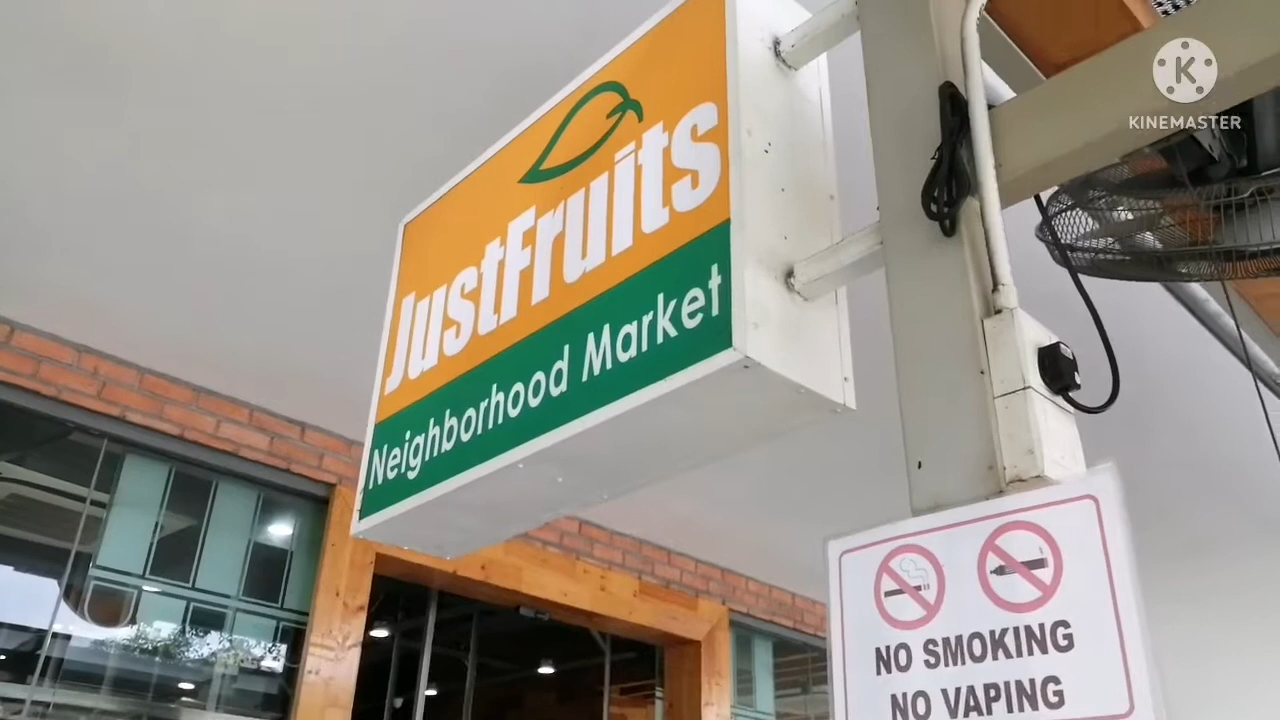 JustFruits
Neighborhood Market
K
KINEMASTER
NO SMOKING
NO VAPING